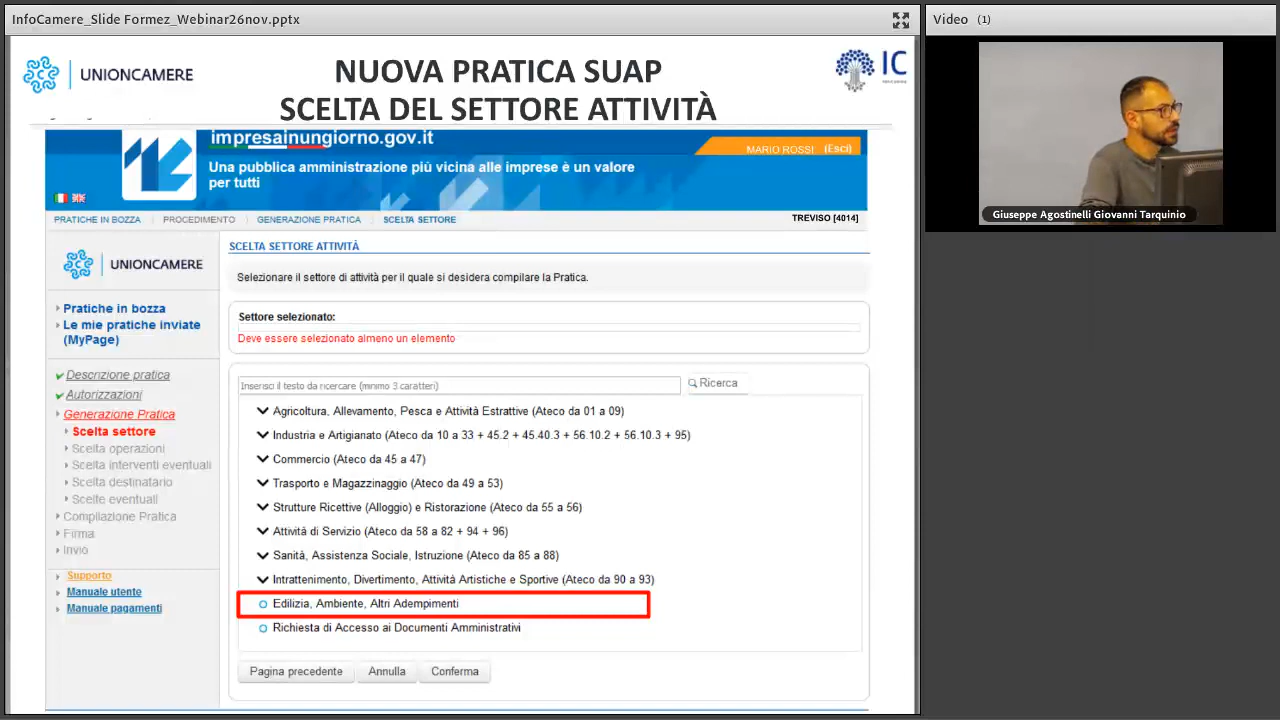 InfoCamere_Slide Formez_Webinar26nov.pptx
Video (1)
UNIONCAMERE
NUOVA PRATICA SUAP
SCELTA DEL SETTORE ATTIVITÀ
IC
impresainungiorno.gov.it
Una pubblica amministrazione più vicina alle imprese è un valore
per tutti
MARIO ROSSI (Esci)
Giuseppe Agostinelli Giovanni Tarquinio
PRATICHE IN BOZZA PROCEDIMENTO GENERAZIONE PRATICA SCELTA SETTORE
TREVISO [4014]
UNIONCAMERE
Pratiche in bozza
Le mie pratiche inviate
(MyPage)
Descrizione pratica
Autorizzazioni
Generazione Pratica
Scelta settore
Scelta operazioni
Scelta interventi eventuali
Scelta destinatario
Scelte eventuali
Compilazione Pratica
Firma
Invio
Supporto
Manuale utente
Manuale pagamenti
SCELTA SETTORE ATTIVITÀ
Selezionare il settore di attività per il quale si desidera compilare la Pratica.
Settore selezionato:
Deve essere selezionato almeno un elemento
Inserisci il testo da ricercare (minimo 3 caratteri)
Ricerca
Agricoltura, Allevamento, Pesca e Attività Estrattive (Ateco da 01 a 09)
Industria e Artigianato (Ateco da 10 a 33 + 45.2 + 45.40.3 + 56.10.2 + 56.10.3 + 95)
Commercio (Ateco da 45 a 47)
Trasporto e Magazzinaggio (Ateco da 49 a 53)
Strutture Ricettive (Alloggio) e Ristorazione (Ateco da 55 a 56)
Attività di Servizio (Ateco da 58 a 82 + 94 + 96)
Sanità, Assistenza Sociale, Istruzione (Ateco da 85 a 88)
Intrattenimento, Divertimento, Attività Artistiche e Sportive (Ateco da 90 a 93)
Edilizia, Ambiente, Altri Adempimenti
Richiesta di Accesso ai Documenti Amministrativi
Pagina precedente
Annulla
Conferma